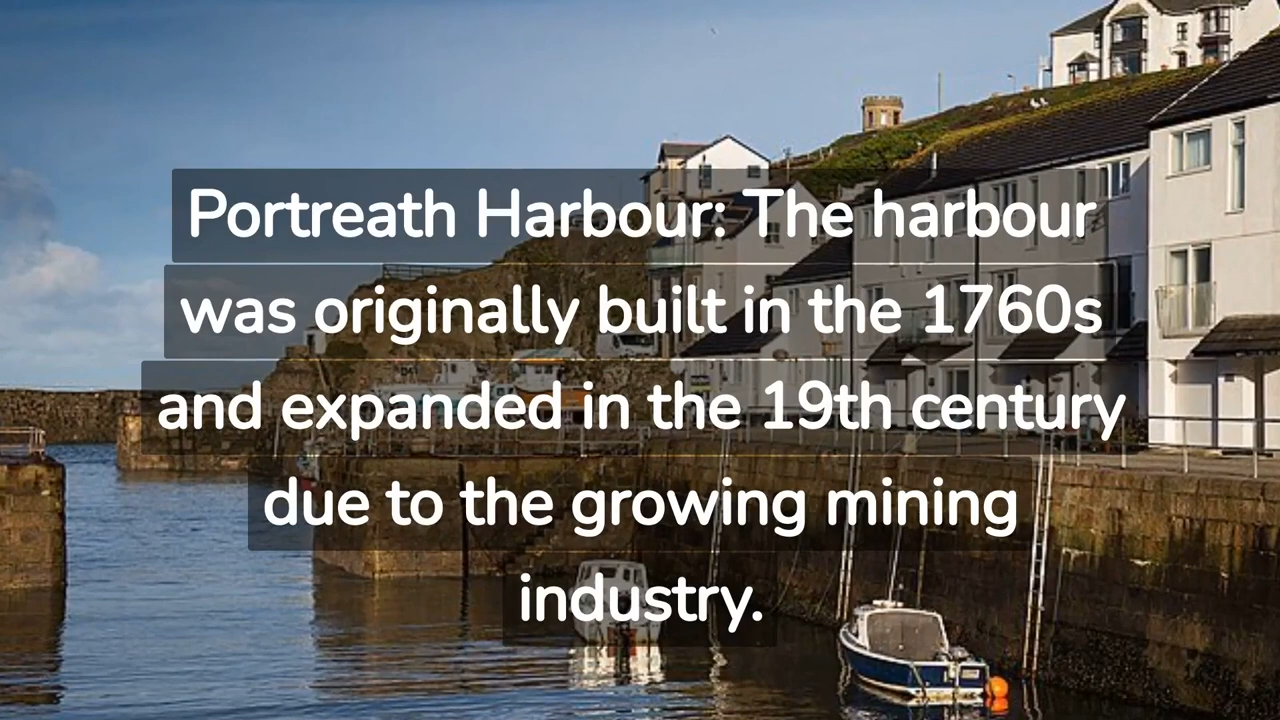 Portreath Harbour: The harbour
was originally built in the 1760s
and expanded in the 19th century
due to the growing mining
industry.